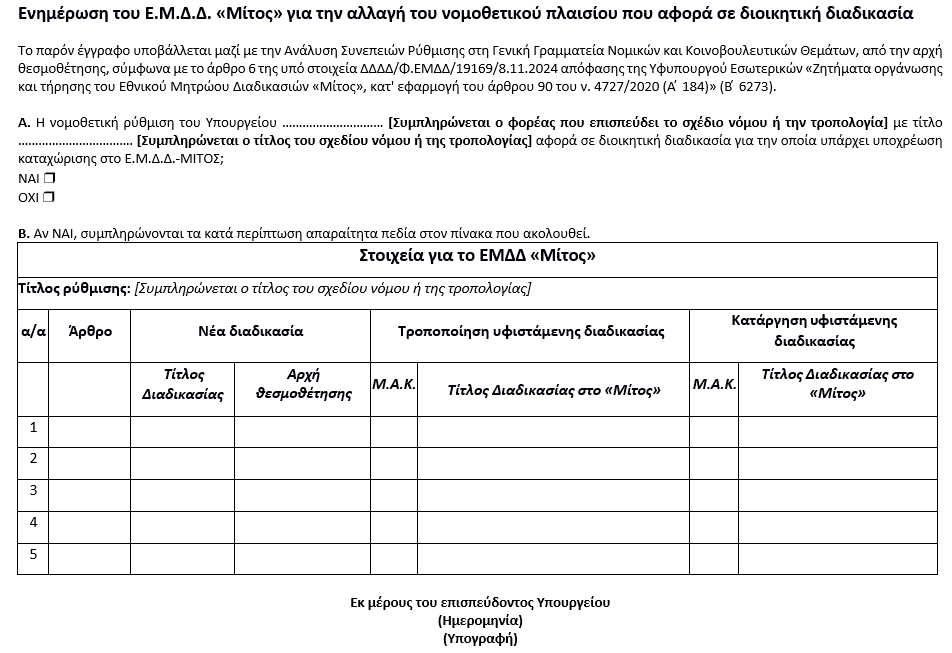 Ενημέρωση του Ε.Μ.Δ.Δ. «Μίτος» για την αλλαγή του νομοθετικού πλαισίου που αφορά σε διοικητική διαδικασία
Το παρόν έγγραφο υποβάλλεται μαζί με την Ανάλυση Συνεπειών Ρύθμισης στη Γενική Γραμματεία Νομικών και Κοινοβουλευτικών Θεμάτων, από την αρχή
θεσμοθέτησης, σύμφωνα με το άρθρο 6 της υπό στοιχεία ΔΔΔΔ/Φ.ΕΜΔΔ/19169/8.11.2024 απόφασης της Υφυπουργού Εσωτερικών «Ζητήματα οργάνωσης
και τήρησης του Εθνικού Μητρώου Διαδικασιών «Μίτος», κατ' εφαρμογή του άρθρου 90 του ν. 4727/2020 (Α΄ 184)» (Β΄ 6273).
Α. Η νομοθετική ρύθμιση του Υπουργείου .............................. [Συμπληρώνεται ο φορέας που επισπεύδει το σχέδιο νόμου ή την τροπολογία] με τίτλο
.................................. [Συμπληρώνεται ο τίτλος του σχεδίου νόμου ή της τροπολογίας] αφορά σε διοικητική διαδικασία για την οποία υπάρχει υποχρέωση
καταχώρισης στο Ε.Μ.Δ.Δ.-ΜΙΤΟΣ;
ΝΑΙ ❒
ΟΧΙ ❒
Β. Αν ΝΑΙ, συμπληρώνονται τα κατά περίπτωση απαραίτητα πεδία στον πίνακα που ακολουθεί.
Στοιχεία για το ΕΜΔΔ «Μίτος»
Τίτλος ρύθμισης: [Συμπληρώνεται ο τίτλος του σχεδίου νόμου ή της τροπολογίας]
α/α Άρθρο Νέα διαδικασία Τροποποίηση υφιστάμενης διαδικασίας Κατάργηση υφιστάμενης
διαδικασίας
Τίτλος Διαδικασίας Αρχή θεσμοθέτησης Μ.Α.Κ. Τίτλος Διαδικασίας στο «Μίτος» Μ.Α.Κ. Τίτλος Διαδικασίας στο
«Μίτος»
1
2
3
4
5
Εκ μέρους του επισπεύδοντος Υπουργείου
(Ημερομηνία)
(Υπογραφή)